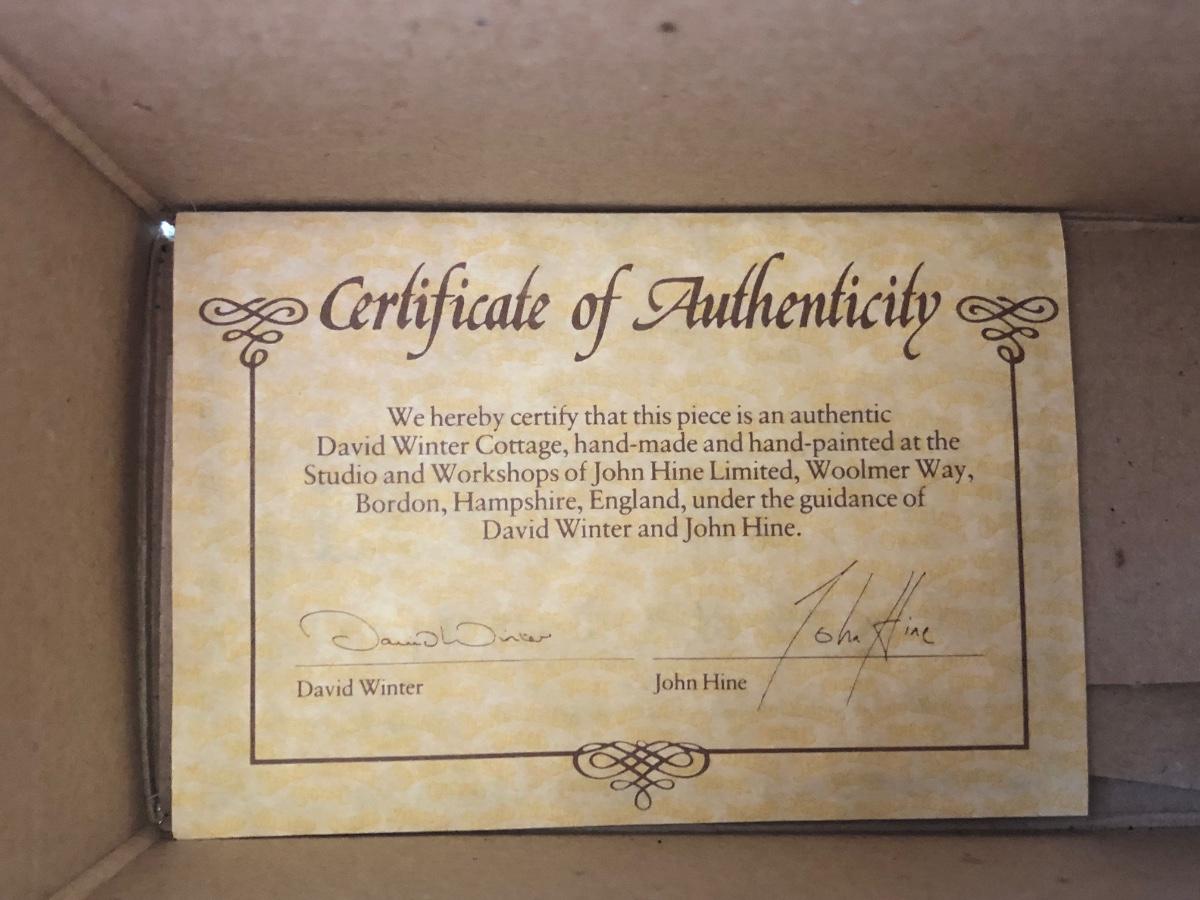 Certificate of Authenticity
We hereby certify that this piece is an authentic
David Winter Cottage, hand-made and hand-painted at the
Studio and Workshops of John Hine Limited, Woolmer Way,
Bordon, Hampshire, England, under the guidance of
David Winter and John Hine.
David Winter John Hine
David Winter John Hine